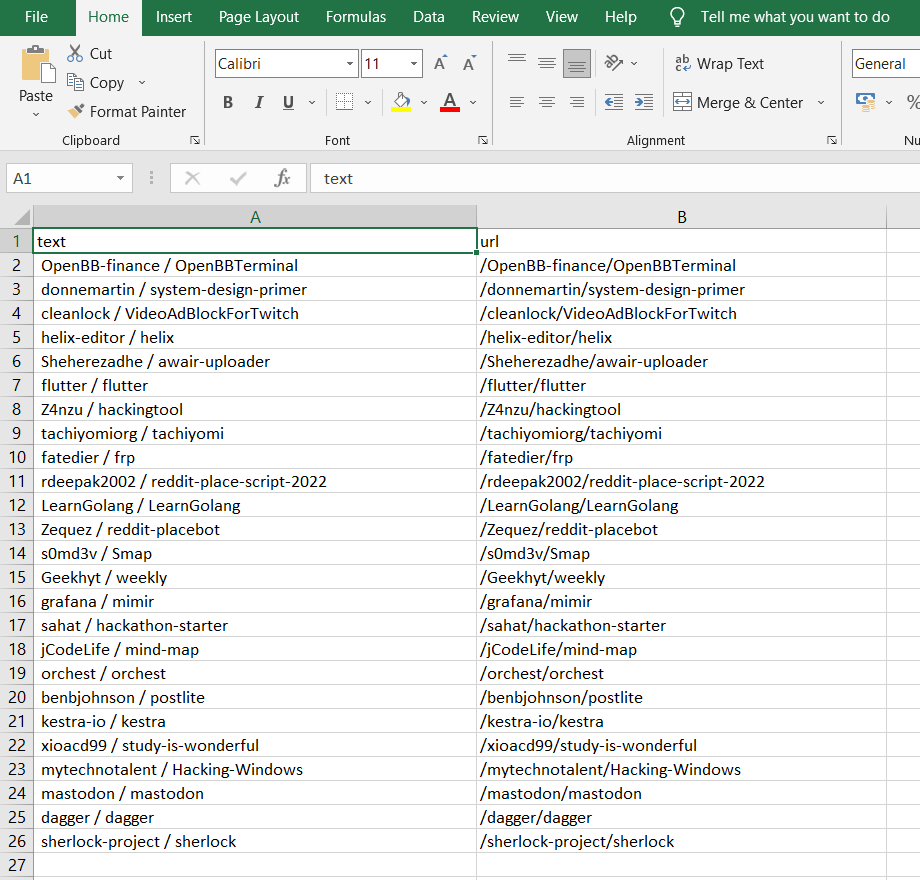 File Home Insert Page Layout Formulas Data Review View Help Tell me what you want to do
Paste
Cut
Copy
Format Painter
Clipboard
Calibri 11 A A
B I U A
Font
ab c Wrap Text
Merge & Center
Alignment
General
%
Nu
A1 fx text
A B
1 text url
2 OpenBB-finance / OpenBBTerminal /OpenBB-finance/OpenBBTerminal
3 donnemartin / system-design-primer /donnemartin/system-design-primer
4 cleanlock / VideoAdBlockForTwitch /cleanlock/VideoAdBlockForTwitch
5 helix-editor / helix /helix-editor/helix
6 Sheherezadhe / awair-uploader /Sheherezadhe/awair-uploader
7 flutter / flutter /flutter/flutter
8 Z4nzu / hackingtool /Z4nzu/hackingtool
9 tachiyomiorg / tachiyomi /tachiyomiorg/tachiyomi
10 fatedier / frp /fatedier/frp
11 rdeepak2002 / reddit-place-script-2022 /rdeepak2002/reddit-place-script-2022
12 LearnGolang / LearnGolang /LearnGolang/LearnGolang
13 Zequez / reddit-placebot /Zequez/reddit-placebot
14 s0md3v / Smap /s0md3v/Smap
15 Geekhyt / weekly /Geekhyt/weekly
16 grafana / mimir /grafana/mimir
17 sahat / hackathon-starter /sahat/hackathon-starter
18 jCodeLife / mind-map /jCodeLife/mind-map
19 orchest / orchest /orchest/orchest
20 benbjohnson / postlite /benbjohnson/postlite
21 kestra-io / kestra /kestra-io/kestra
22 xioacd99 / study-is-wonderful /xioacd99/study-is-wonderful
23 mytechnotalent / Hacking-Windows /mytechnotalent/Hacking-Windows
24 mastodon / mastodon /mastodon/mastodon
25 dagger / dagger /dagger/dagger
26 sherlock-project / sherlock /sherlock-project/sherlock
27